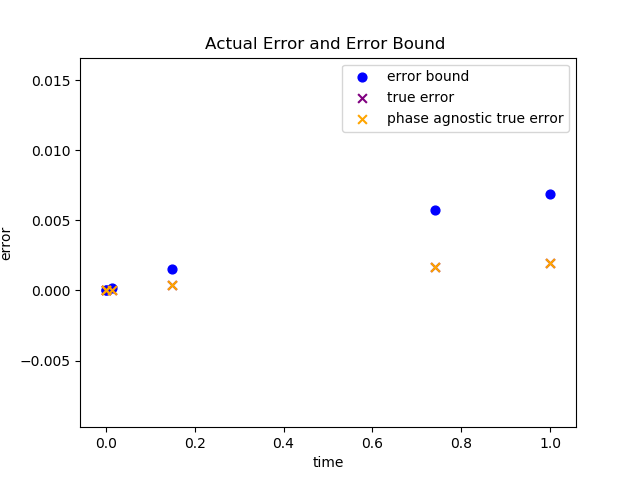 Actual Error and Error Bound
error bound
true error
phase agnostic true error
0.015
0.010
0.005
0.000
−0.005
error
0.0 0.2 0.4 0.6 0.8 1.0
time